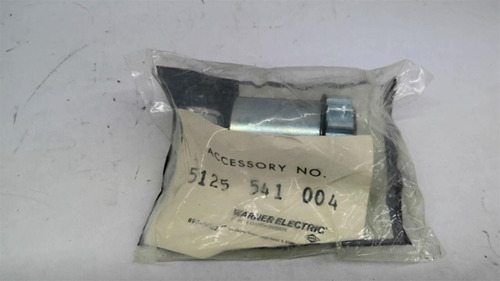 ACCESSORY NO.
5125 541 004
WARNER ELECTRIC